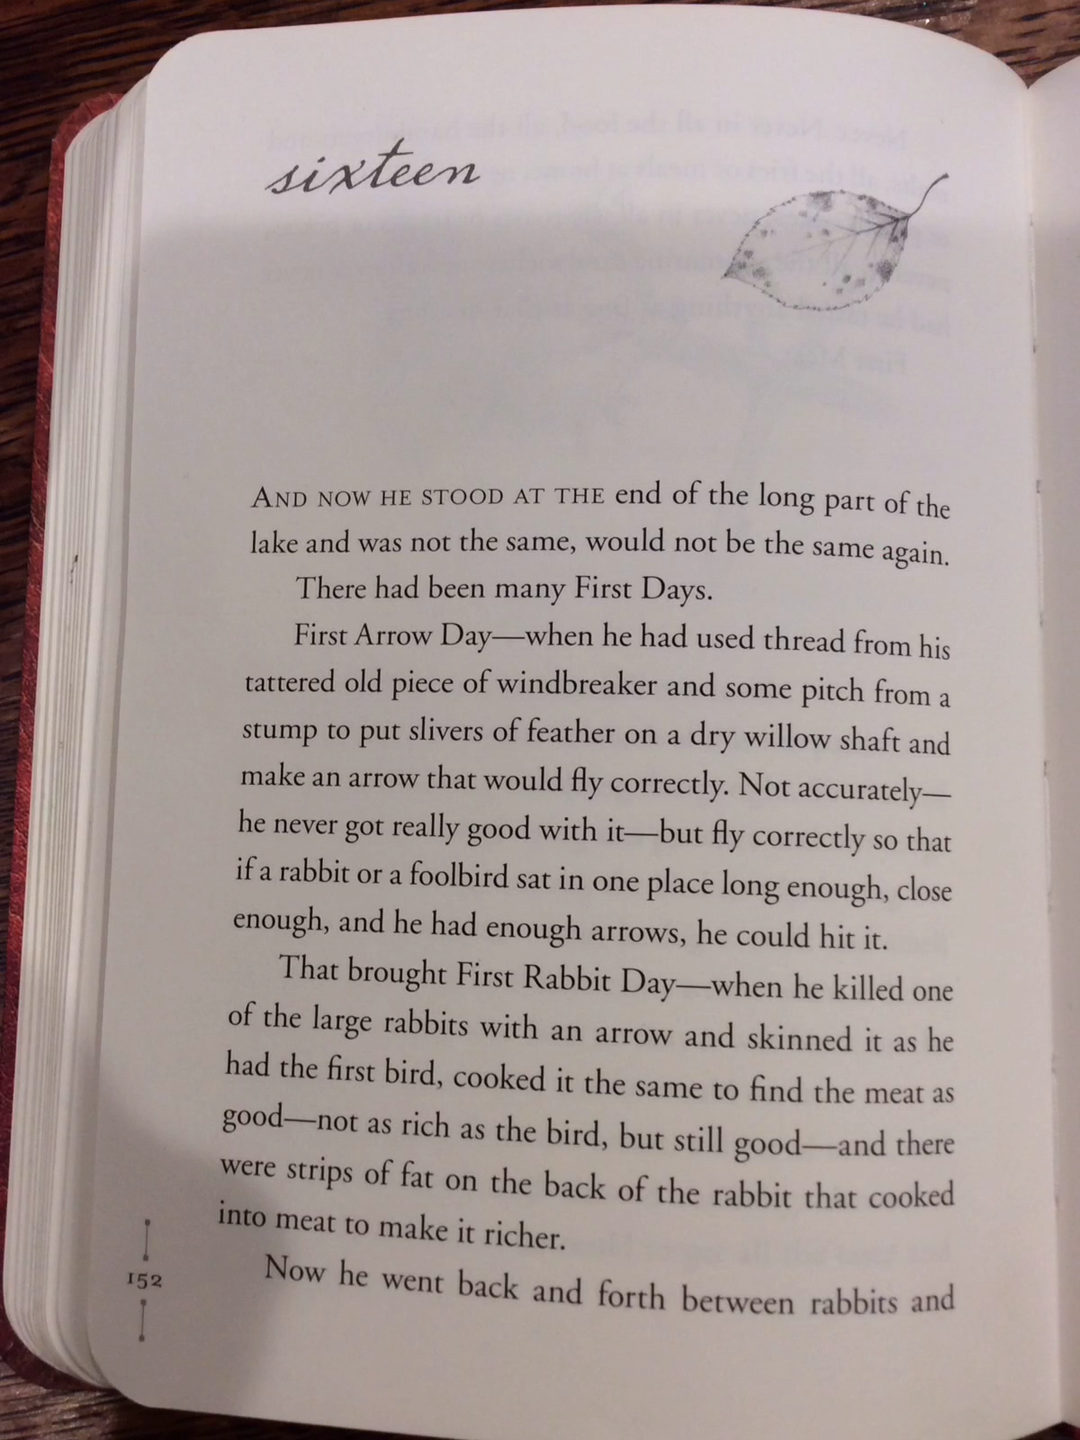 sixteen
AND NOW HE STOOD AT THE end of the long part of the
lake and was not the same, would not be the same again.
There had been many First Days.
First Arrow Day—when he had used thread from his
tattered old piece of windbreaker and some pitch from a
stump to put slivers of feather on a dry willow shaft and
make an arrow that would fly correctly. Not accurately—
he never got really good with it—but fly correctly so that
if a rabbit or a foolbird sat in one place long enough, close
enough, and he had enough arrows, he could hit it.
That brought First Rabbit Day—when he killed one
of the large rabbits with an arrow and skinned it as he
had the first bird, cooked it the same to find the meat as
good—not as rich as the bird, but still good—and there
were strips of fat on the back of the rabbit that cooked
into meat to make it richer.
Now he went back and forth between rabbits and
152